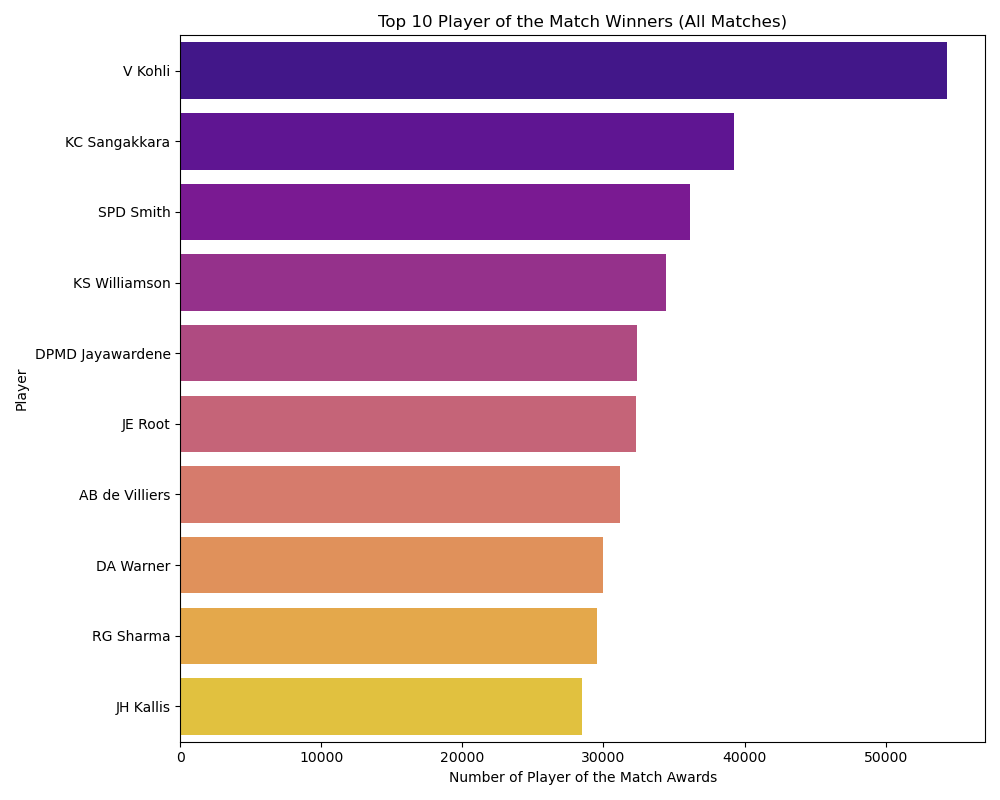 Top 10 Player of the Match Winners (All Matches)
Player
V Kohli
KC Sangakkara
SPD Smith
KS Williamson
DPMD Jayawardene
JE Root
AB de Villiers
DA Warner
RG Sharma
JH Kallis
0 10000 20000 30000 40000 50000
Number of Player of the Match Awards